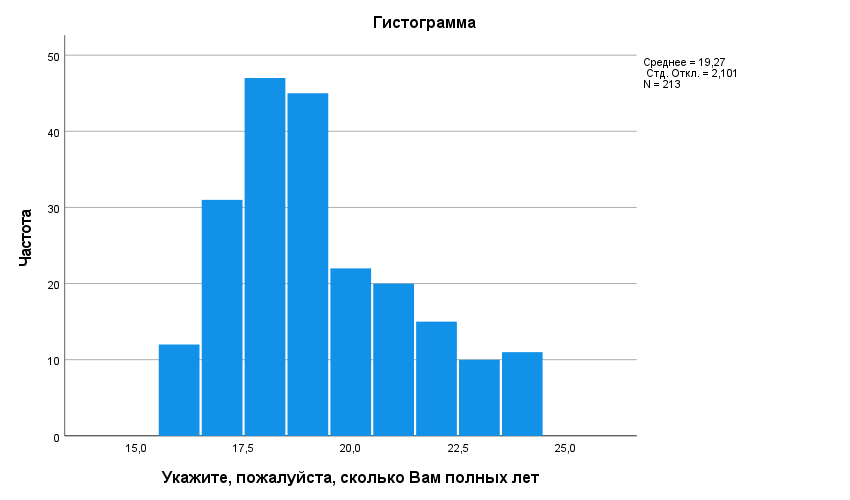 Гистограмма
50
40
30
20
10
0
Частота
15,0 17,5 20,0 22,5 25,0
Укажите, пожалуйста, сколько Вам полных лет
Среднее = 19,27
Стд. Откл. = 2,101
N = 213